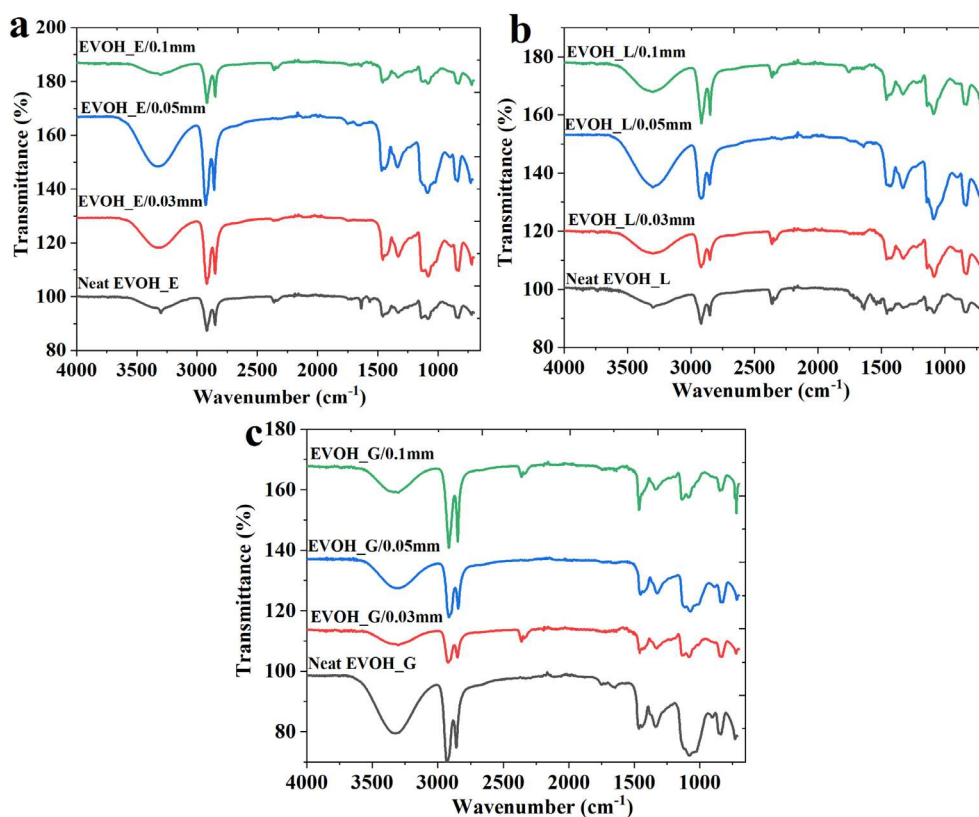 a
EVOH_E/0.1mm
EVOH_E/0.05mm
EVOH_E/0.03mm
Neat EVOH_E
Transmittance (%)
200
180
160
140
120
100
80
4000 3500 3000 2500 2000 1500 1000
Wavenumber (cm⁻¹)
b
EVOH_L/0.1mm
EVOH_L/0.05mm
EVOH_L/0.03mm
Neat EVOH_L
Transmittance (%)
180
160
140
120
100
80
4000 3500 3000 2500 2000 1500 1000
Wavenumber (cm⁻¹)
c
EVOH_G/0.1mm
EVOH_G/0.05mm
EVOH_G/0.03mm
Neat EVOH_G
Transmittance (%)
180
160
140
120
100
80
4000 3500 3000 2500 2000 1500 1000
Wavenumber (cm⁻¹)